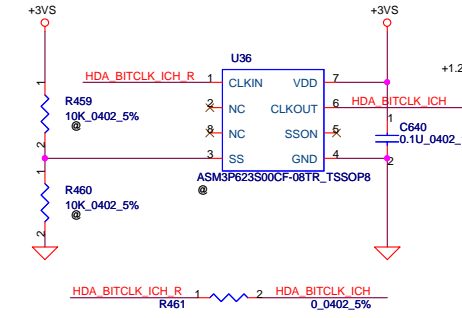 +3VS
+3VS
U36
+1.2
HDA_BITCLK_ICH_R 1 CLKIN VDD 7
1
R459
10K_0402_5%
@
2
2 NC CLKOUT 6 HDA_BITCLK_ICH
8 NC SSON 5
1
C640
0.1U_0402_
2
3 SS GND 4
ASM3P623S00CF-08TR_TSSOP8
@
1
R460
10K_0402_5%
@
2
HDA_BITCLK_ICH_R 1 2 HDA_BITCLK_ICH
R461 0_0402_5%